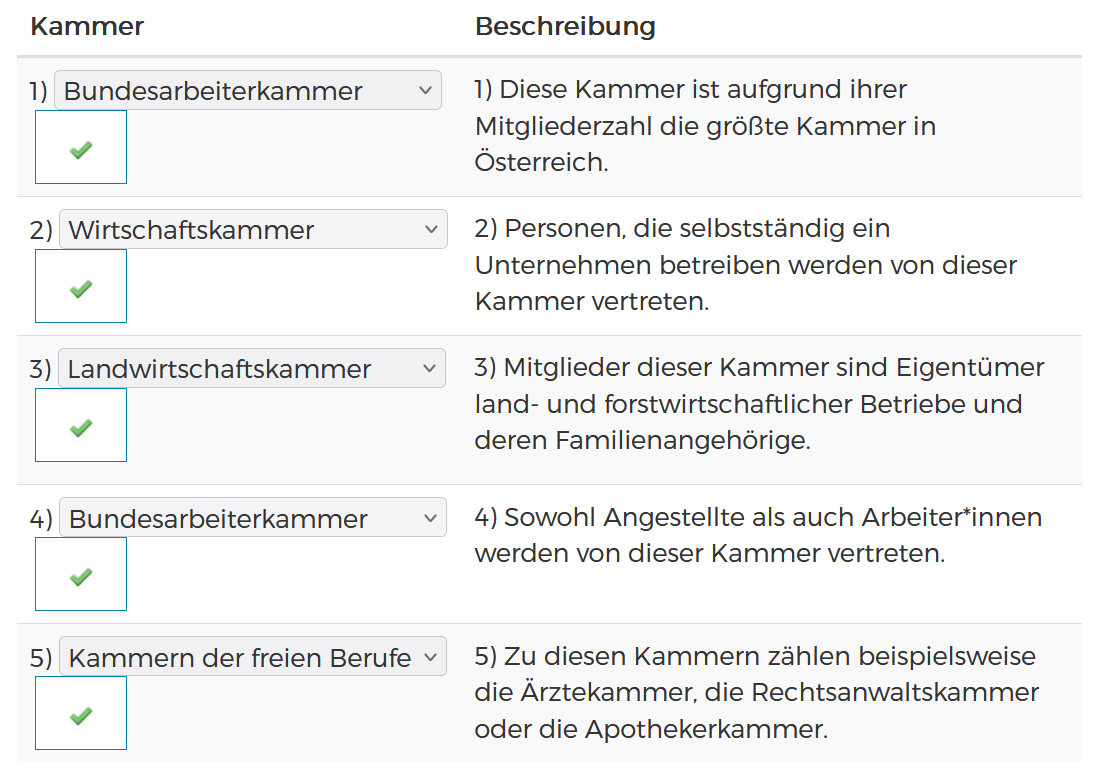 Kammer Beschreibung
1) Bundesarbeiterkammer
1) Diese Kammer ist aufgrund ihrer
Mitgliederzahl die größte Kammer in
Österreich.
2) Wirtschaftskammer
2) Personen, die selbstständig ein
Unternehmen betreiben werden von dieser
Kammer vertreten.
3) Landwirtschaftskammer
3) Mitglieder dieser Kammer sind Eigentümer
land- und forstwirtschaftlicher Betriebe und
deren Familienangehörige.
4) Bundesarbeiterkammer
4) Sowohl Angestellte als auch Arbeiter*innen
werden von dieser Kammer vertreten.
5) Kammern der freien Berufe
5) Zu diesen Kammern zählen beispielsweise
die Ärztekammer, die Rechtsanwaltskammer
oder die Apothekerkammer.